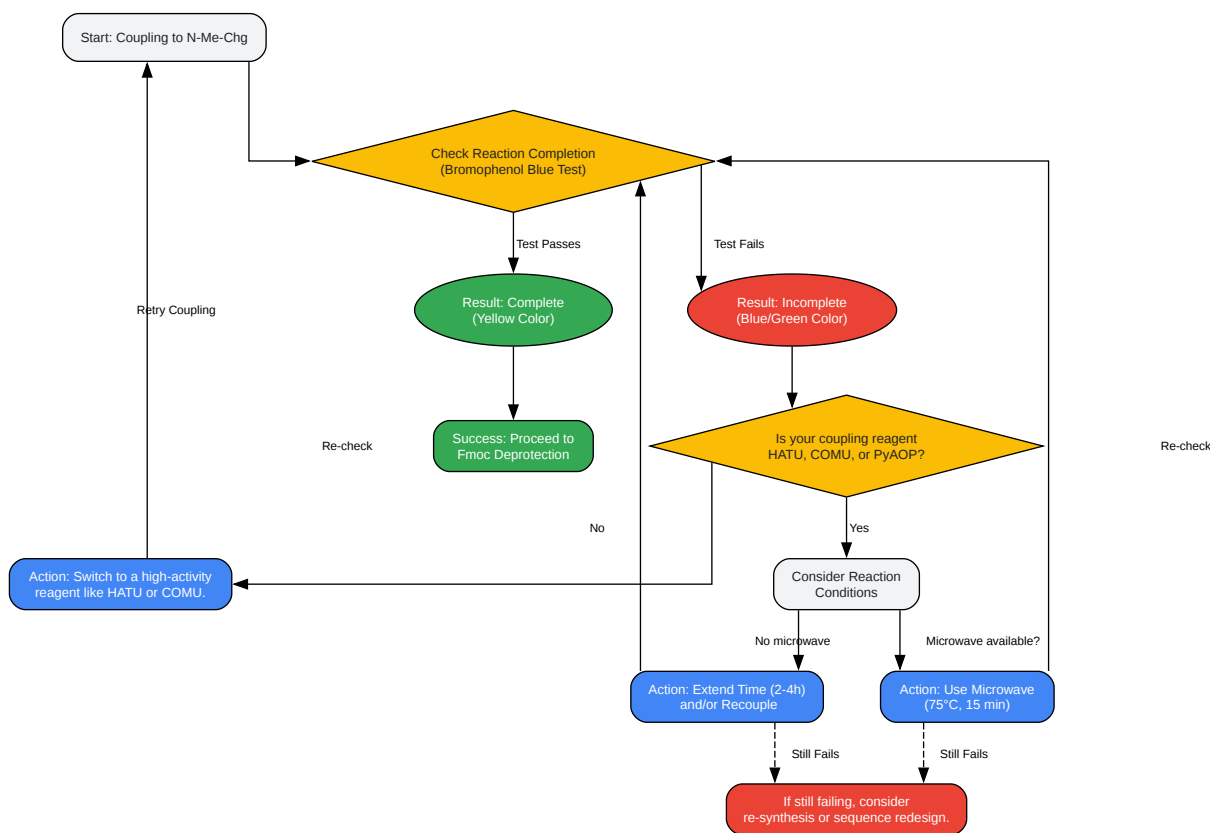 Start: Coupling to N-Me-Chg
Check Reaction Completion
(Bromophenol Blue Test)
Test Passes
Test Fails
Result: Complete
(Yellow Color)
Result: Incomplete
(Blue/Green Color)
Retry Coupling
Is your coupling reagent
HATU, COMU, or PyAOP?
Success: Proceed to
Fmoc Deprotection
Re-check
Re-check
No
Yes
Action: Switch to a high-activity
reagent like HATU or COMU.
Consider Reaction
Conditions
No microwave
Microwave available?
Action: Extend Time (2-4h)
and/or Recouple
Action: Use Microwave
(75°C, 15 min)
Still Fails
Still Fails
If still failing, consider
re-synthesis or sequence redesign.